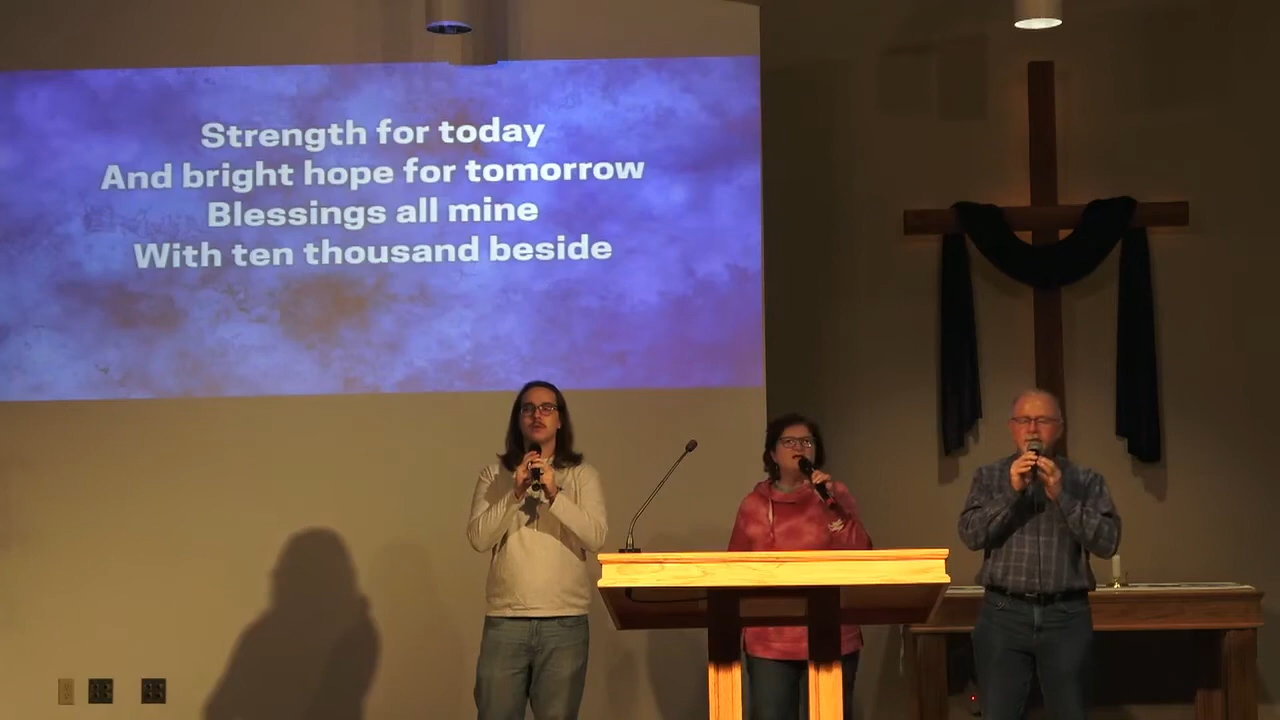 Strength for today
And bright hope for tomorrow
Blessings all mine
With ten thousand beside